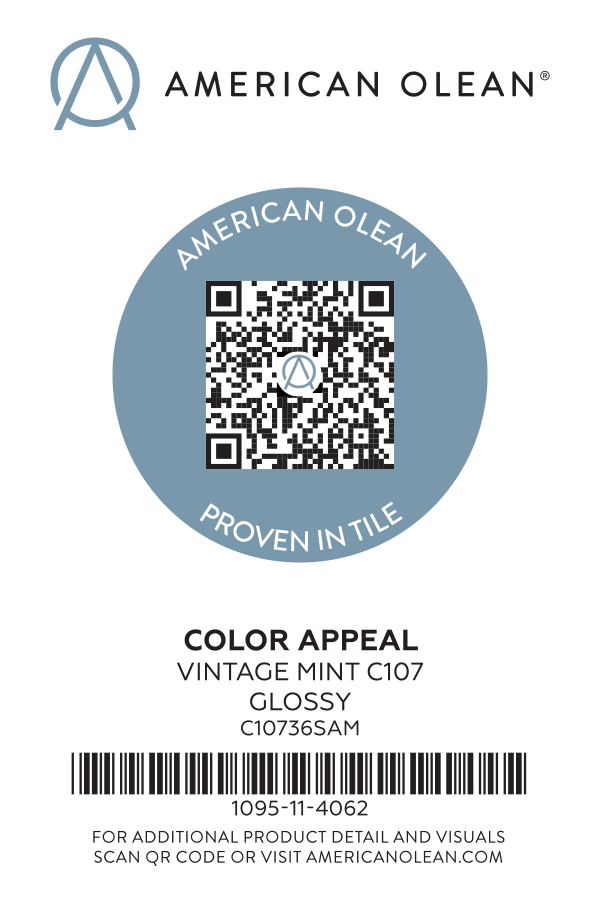 AMERICAN OLEAN®
AMERICAN OLEAN
PROVEN IN TILE
COLOR APPEAL
VINTAGE MINT C107
GLOSSY
C10736SAM
1095-11-4062
FOR ADDITIONAL PRODUCT DETAIL AND VISUALS
SCAN QR CODE OR VISIT AMERICANOLEAN.COM